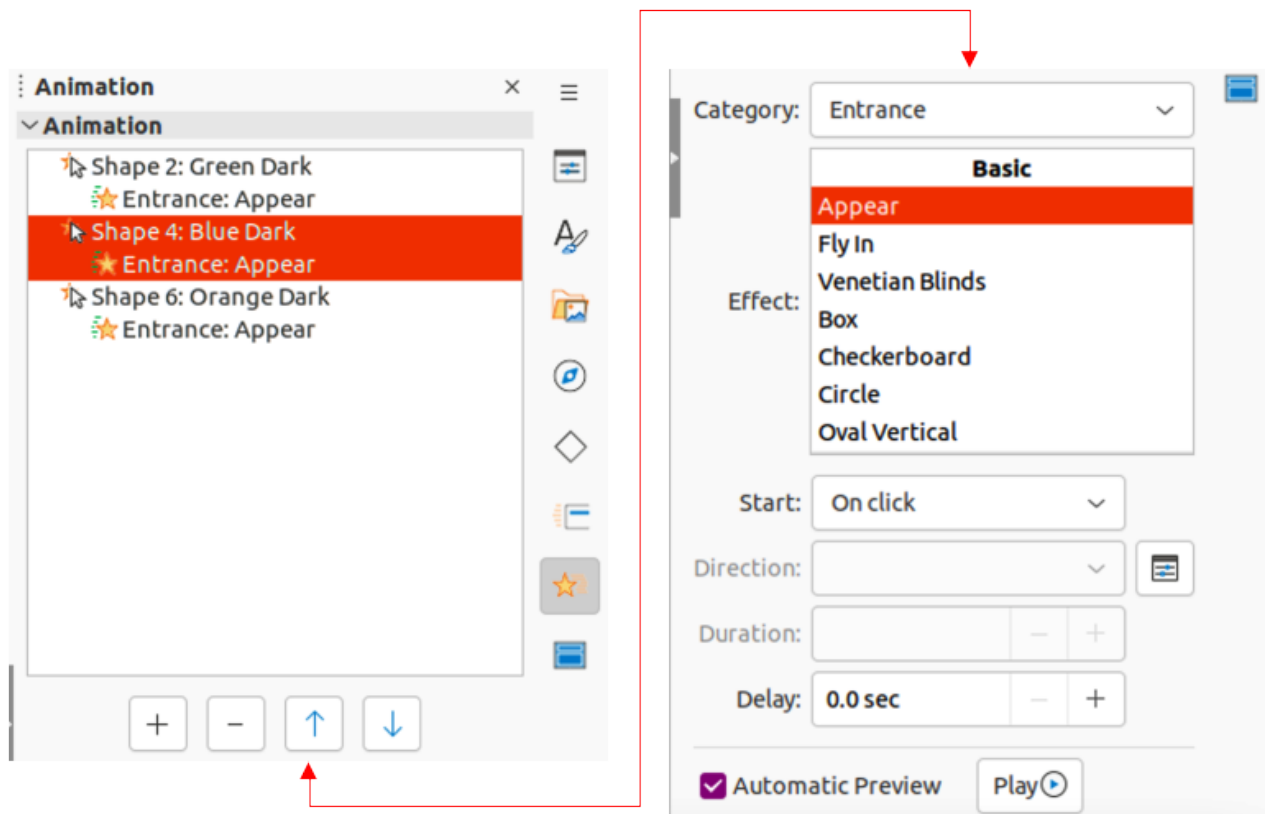 Animation
Animation
Shape 2: Green Dark
Entrance: Appear
Shape 4: Blue Dark
Entrance: Appear
Shape 6: Orange Dark
Entrance: Appear
Category: Entrance
Basic
Appear
Fly In
Venetian Blinds
Effect:
Box
Checkerboard
Circle
Oval Vertical
Start: On click
Direction:
Duration:
Delay: 0.0 sec
Automatic Preview Play